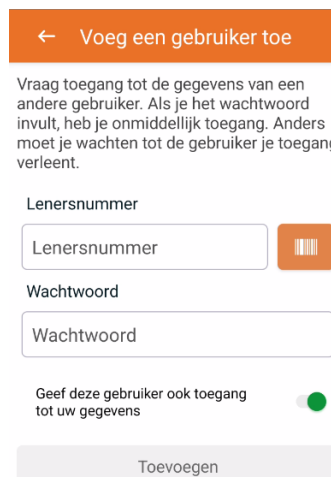 Voeg een gebruiker toe
Vraag toegang tot de gegevens van een
andere gebruiker. Als je het wachtwoord
invult, heb je onmiddellijk toegang. Anders
moet je wachten tot de gebruiker je toegang
verleent.
Lenersnummer
Lenersnummer
Wachtwoord
Wachtwoord
Geef deze gebruiker ook toegang
tot uw gegevens
Toevoegen